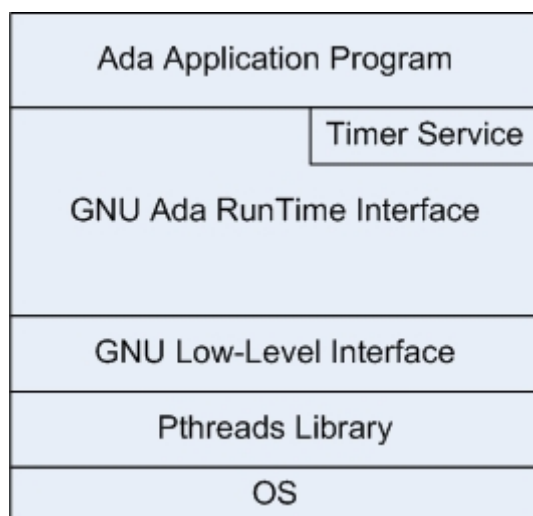 Ada Application Program
Timer Service
GNU Ada RunTime Interface
GNU Low-Level Interface
Pthreads Library
OS